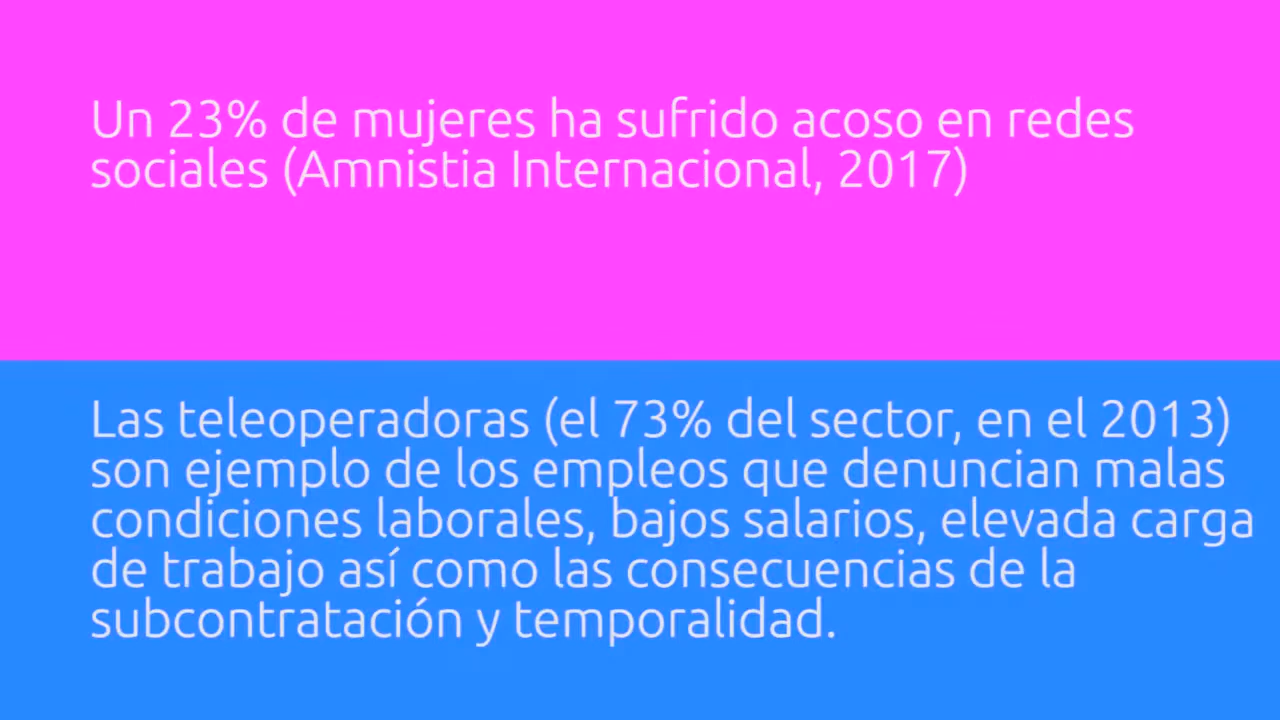 Un 23% de mujeres ha sufrido acoso en redes
sociales (Amnistia Internacional, 2017)
Las teleoperadoras (el 73% del sector, en el 2013)
son ejemplo de los empleos que denuncian malas
condiciones laborales, bajos salarios, elevada carga
de trabajo así como las consecuencias de la
subcontratación y temporalidad.